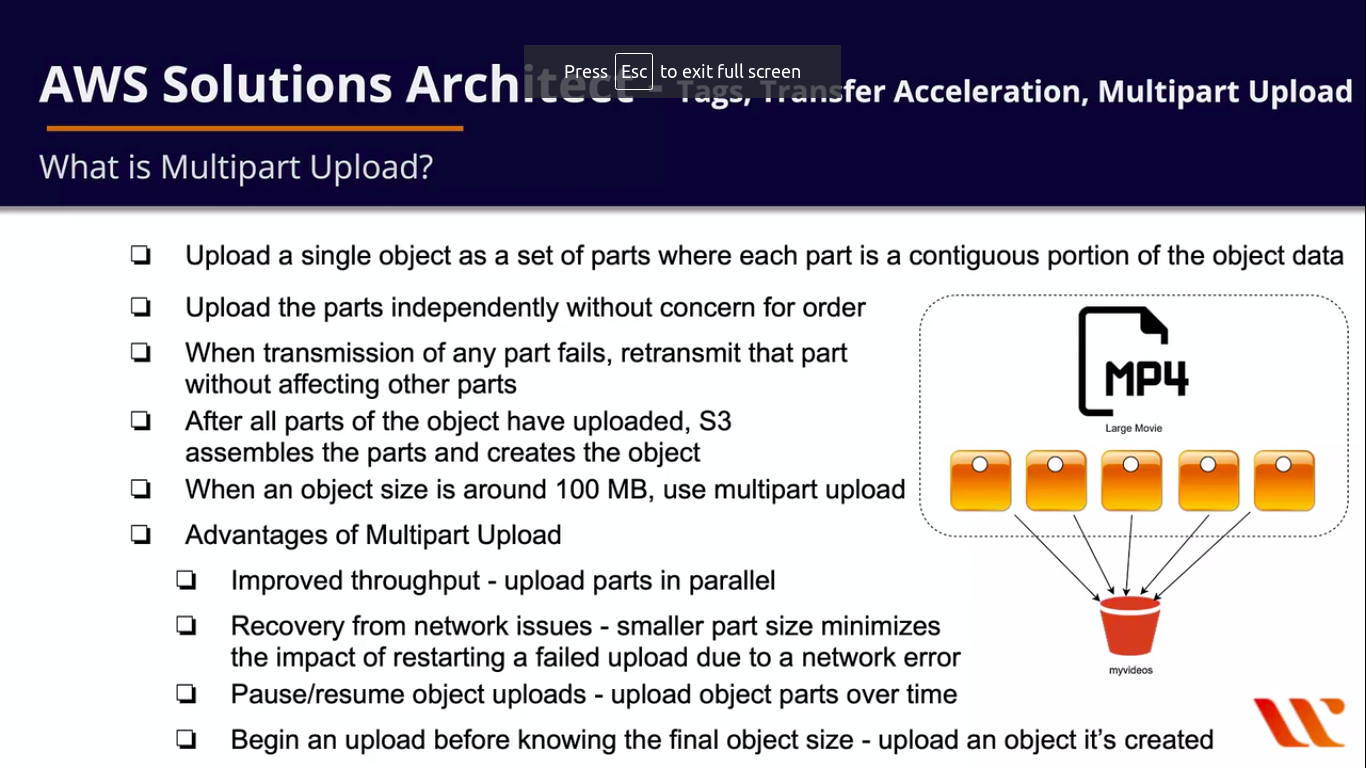 AWS Solutions Architect - Tags, Transfer Acceleration, Multipart Upload
Press Esc to exit full screen
What is Multipart Upload?
Upload a single object as a set of parts where each part is a contiguous portion of the object data
Upload the parts independently without concern for order
When transmission of any part fails, retransmit that part
without affecting other parts
After all parts of the object have uploaded, S3
assembles the parts and creates the object
When an object size is around 100 MB, use multipart upload
Advantages of Multipart Upload
Improved throughput - upload parts in parallel
Recovery from network issues - smaller part size minimizes
the impact of restarting a failed upload due to a network error
Pause/resume object uploads - upload object parts over time
Begin an upload before knowing the final object size - upload an object it’s created
MP4
Large Movie
myvideos